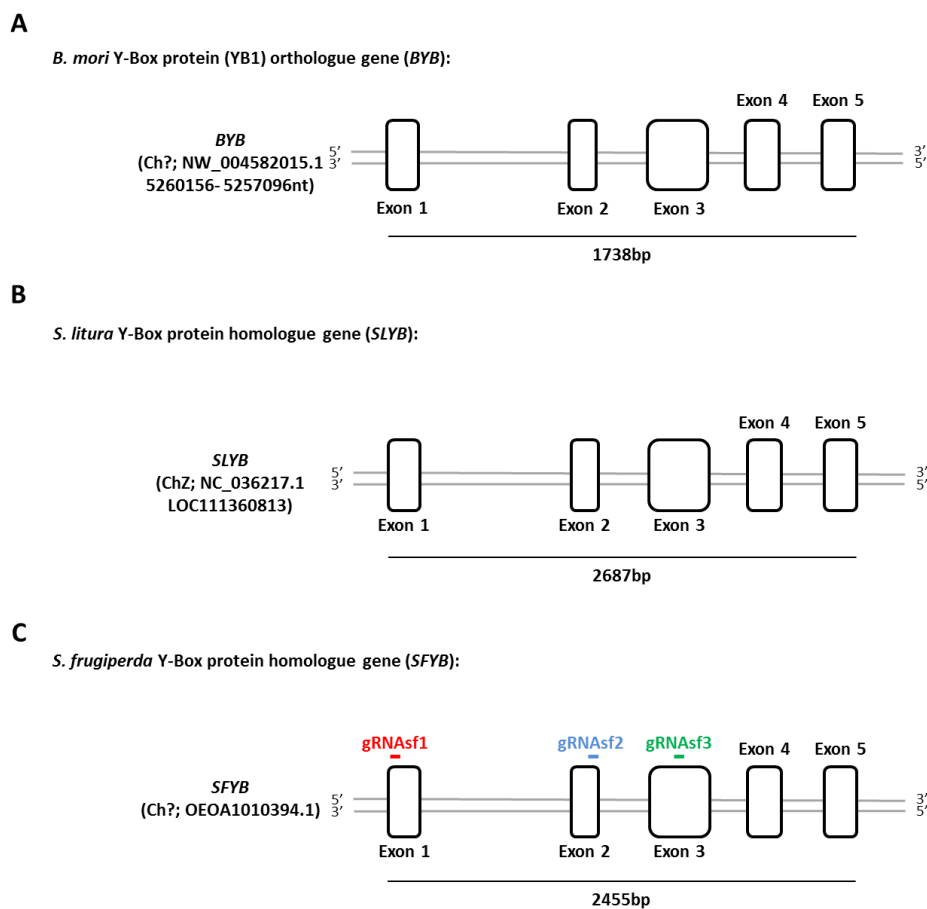 A
B. mori Y-Box protein (YB1) orthologue gene (BYB):
Exon 4 Exon 5
BYB
(Ch?; NW_004582015.1
5260156- 5257096nt)
5’ 3’
3’ 5’
Exon 1 Exon 2 Exon 3
1738bp
B
S. litura Y-Box protein homologue gene (SLYB):
Exon 4 Exon 5
SLYB
(ChZ; NC_036217.1
LOC111360813)
5’ 3’
3’ 5’
Exon 1 Exon 2 Exon 3
2687bp
C
S. frugiperda Y-Box protein homologue gene (SFYB):
gRNAsf1 gRNAsf2 gRNAsf3 Exon 4 Exon 5
SFYB
(Ch?; OEOA1010394.1)
5’ 3’
3’ 5’
Exon 1 Exon 2 Exon 3
2455bp